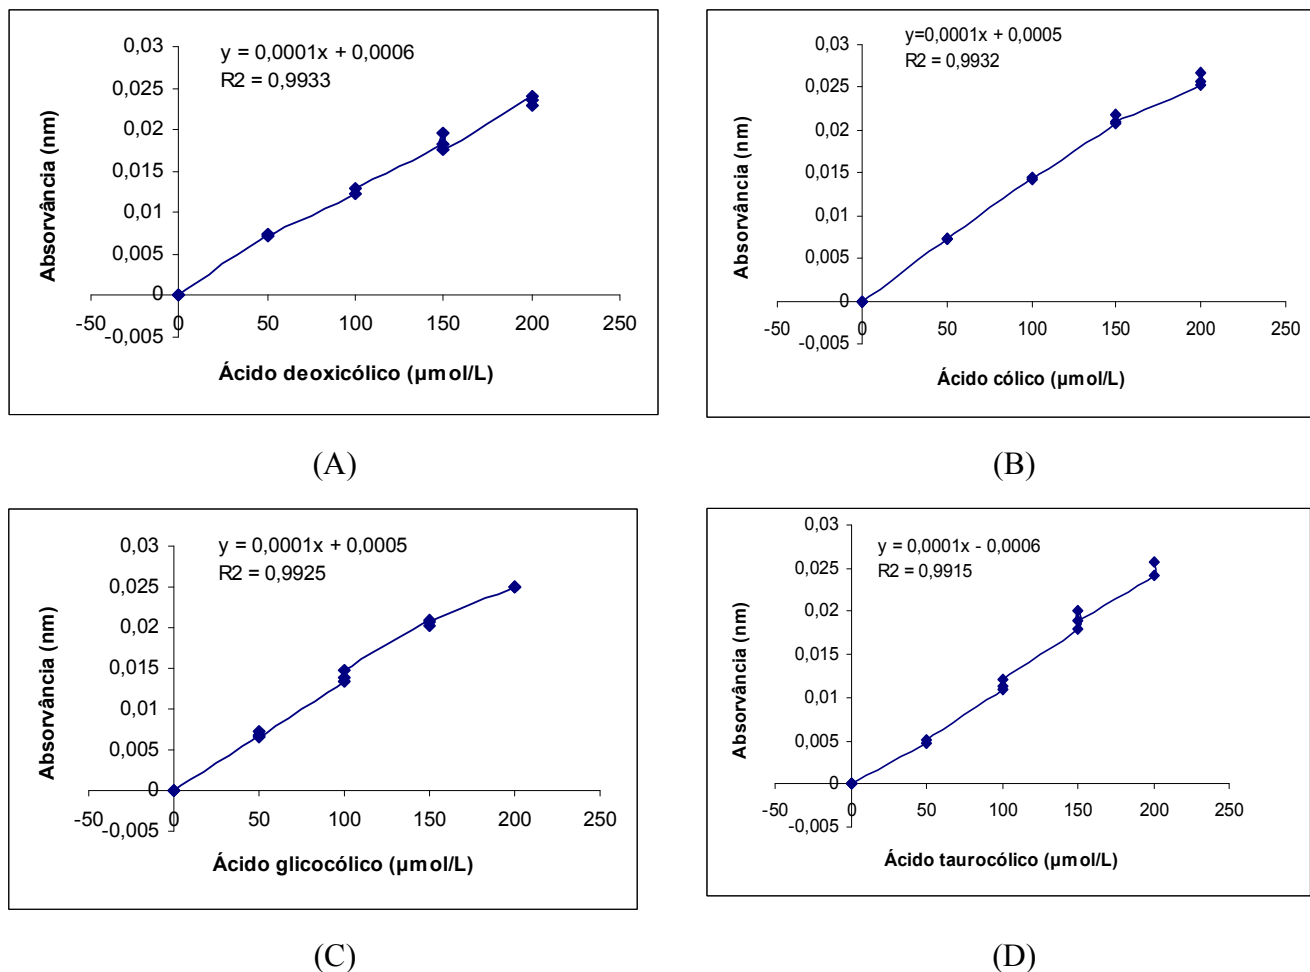 y = 0,0001x + 0,0006
R2 = 0,9933
0,03
0,025
0,02
0,015
0,01
0,005
0
-0,005
-50 0 50 100 150 200 250
Absorvância (nm)
Ácido deoxicólico (µmol/L)
(A)
y=0,0001x + 0,0005
R2 = 0,9932
0,03
0,025
0,02
0,015
0,01
0,005
0
-0,005
-50 0 50 100 150 200 250
Absorvância (nm)
Ácido cólico (µmol/L)
(B)
y = 0,0001x + 0,0005
R2 = 0,9925
0,03
0,025
0,02
0,015
0,01
0,005
0
-0,005
-50 0 50 100 150 200 250
Absorvância (nm)
Ácido glicocólico (µmol/L)
(C)
y = 0,0001x - 0,0006
R2 = 0,9915
0,03
0,025
0,02
0,015
0,01
0,005
0
-0,005
-50 0 50 100 150 200 250
Absorvância (nm)
Ácido taurocólico (µmol/L)
(D)